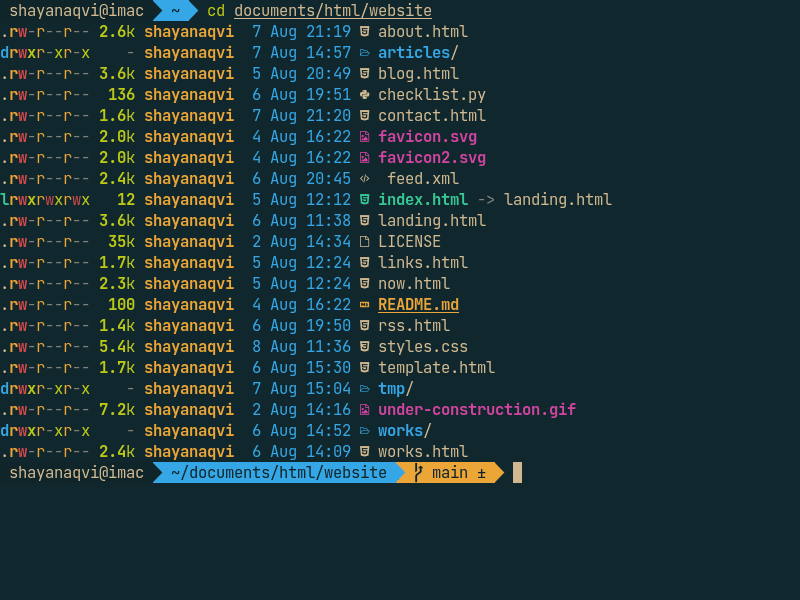 shayanaqvi@imac ~ cd documents/html/website
.rw-r--r-- 2.6k shayanaqvi  7 Aug 21:19 about.html
drwxr-xr-x    - shayanaqvi  7 Aug 14:57 articles/
.rw-r--r-- 3.6k shayanaqvi  5 Aug 20:49 blog.html
.rw-r--r--  136 shayanaqvi  6 Aug 19:51 checklist.py
.rw-r--r-- 1.6k shayanaqvi  7 Aug 21:20 contact.html
.rw-r--r-- 2.0k shayanaqvi  4 Aug 16:22 favicon.svg
.rw-r--r-- 2.0k shayanaqvi  4 Aug 16:22 favicon2.svg
.rw-r--r-- 2.4k shayanaqvi  6 Aug 20:45 feed.xml
lrwxrwxrwx   12 shayanaqvi  5 Aug 12:12 index.html -> landing.html
.rw-r--r-- 3.6k shayanaqvi  6 Aug 11:38 landing.html
.rw-r--r--  35k shayanaqvi  2 Aug 14:34 LICENSE
.rw-r--r-- 1.7k shayanaqvi  5 Aug 12:24 links.html
.rw-r--r-- 2.3k shayanaqvi  5 Aug 12:24 now.html
.rw-r--r--  100 shayanaqvi  4 Aug 16:22 README.md
.rw-r--r-- 1.4k shayanaqvi  6 Aug 19:50 rss.html
.rw-r--r-- 5.4k shayanaqvi  8 Aug 11:36 styles.css
.rw-r--r-- 1.7k shayanaqvi  6 Aug 15:30 template.html
drwxr-xr-x    - shayanaqvi  7 Aug 15:04 tmp/
.rw-r--r-- 7.2k shayanaqvi  2 Aug 14:16 under-construction.gif
drwxr-xr-x    - shayanaqvi  6 Aug 14:52 works/
.rw-r--r-- 2.4k shayanaqvi  6 Aug 14:09 works.html
shayanaqvi@imac ~/documents/html/website main ±